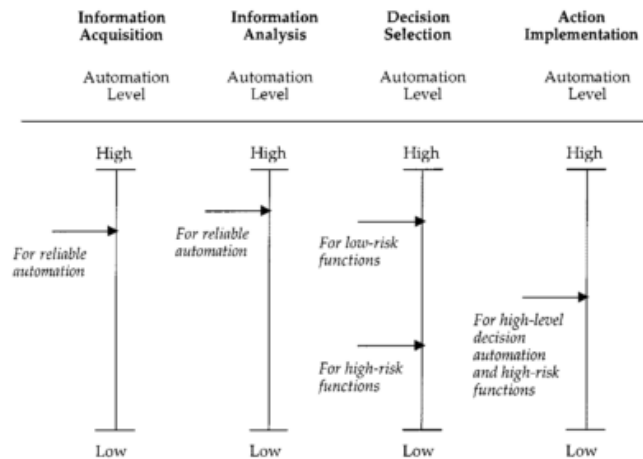 Information Acquisition
Information Analysis
Decision Selection
Action Implementation
Automation Level
Automation Level
Automation Level
Automation Level
High
High
High
High
For reliable automation
For reliable automation
For low-risk functions
For high-risk functions
For high-level decision automation and high-risk functions
Low
Low
Low
Low